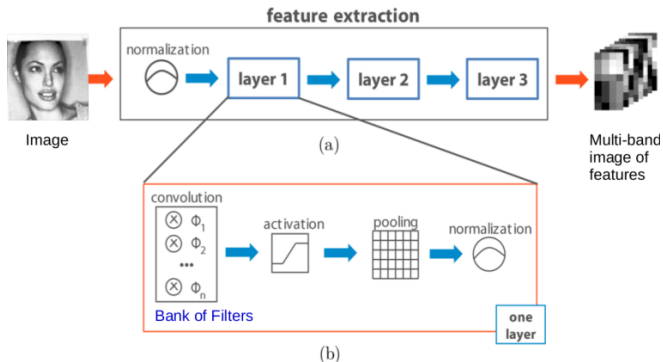 feature extraction
normalization
layer 1
layer 2
layer 3
Image
(a)
Multi-band
image of
features
convolution
Φ1
Φ2
...
Φn
Bank of Filters
activation
pooling
normalization
one
layer
(b)